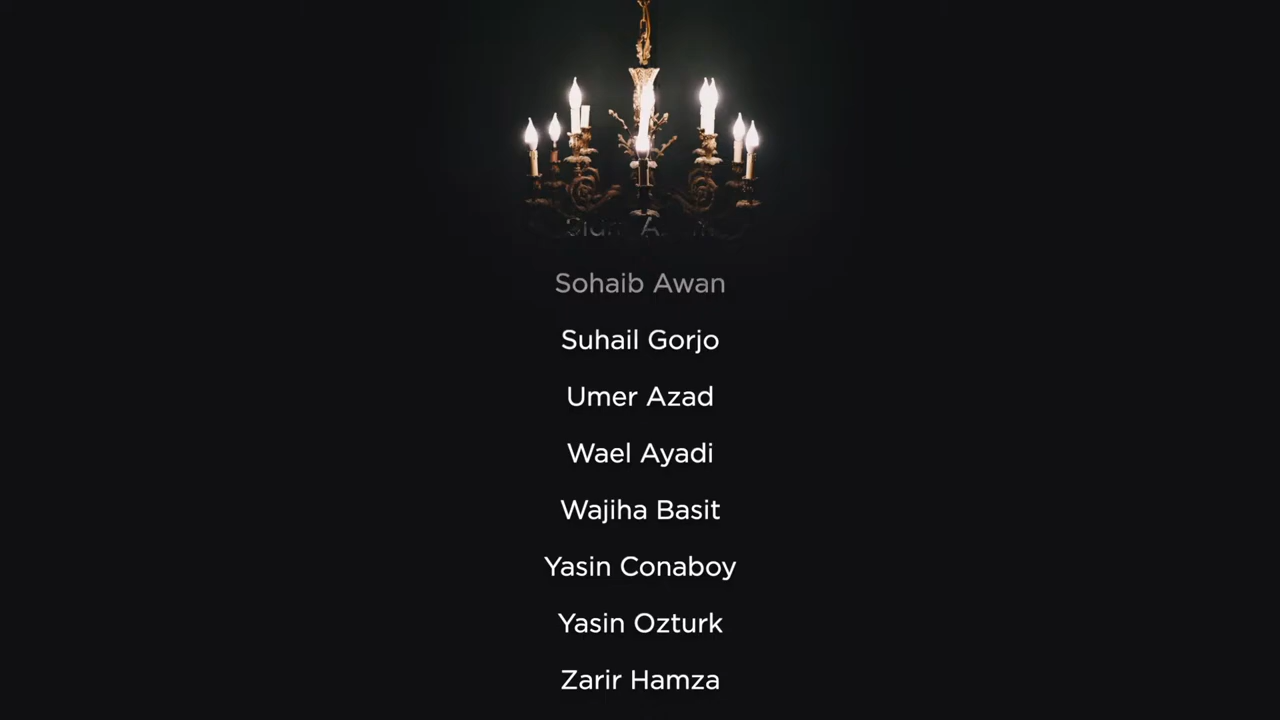 Sohaib Awan
Suhail Gorjo
Umer Azad
Wael Ayadi
Wajiha Basit
Yasin Conaboy
Yasin Ozturk
Zarir Hamza